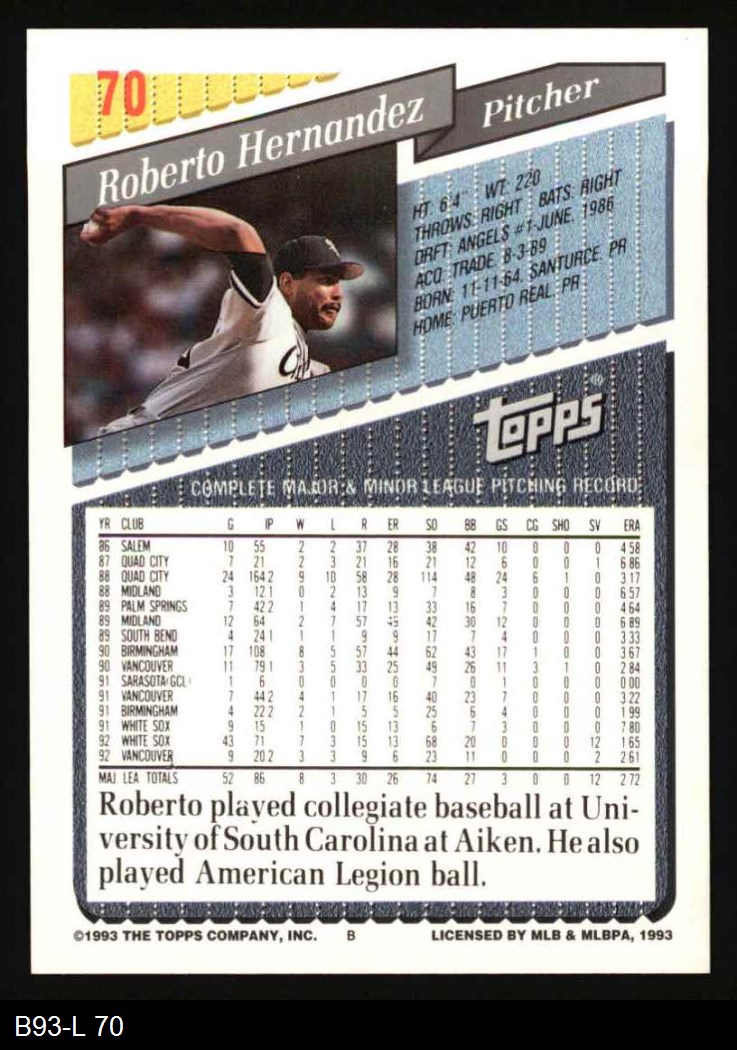 70
Roberto Hernandez
Pitcher
HT: 6'4" WT: 220
THROWS: RIGHT BATS: RIGHT
DRFT: ANGELS #1-JUNE, 1986
ACQ: TRADE, 8-3-89
BORN: 11-11-64, SANTURCE, PR
HOME: PUERTO REAL, PR
topps®
COMPLETE MAJOR & MINOR LEAGUE PITCHING RECORD
YR CLUB G IP W L R ER SO BB GS CG SHO SV ERA
86 SALEM 10 55 2 2 37 28 38 42 10 0 0 0 4.58
87 QUAD CITY 7 21 2 3 21 16 21 12 6 0 0 1 6.86
88 QUAD CITY 24 164.2 9 10 58 28 114 48 24 6 1 0 3.17
88 MIDLAND 3 12.1 0 2 13 9 7 8 3 0 0 0 6.57
89 PALM SPRINGS 7 42.2 1 4 17 13 33 16 7 0 0 0 4.64
89 MIDLAND 12 64 2 7 57 42 30 12 0 0 0 6.89
89 SOUTH BEND 4 24.1 1 1 9 9 17 7 4 0 0 0 3.33
90 BIRMINGHAM 17 108 8 5 57 44 62 43 17 1 0 0 3.67
90 VANCOUVER 11 79.1 3 5 33 25 49 26 11 3 1 0 2.84
91 SARASOTA (GCL) 1 6 0 0 0 0 7 0 1 0 0 0 0.00
91 VANCOUVER 7 44.2 4 1 17 16 40 23 7 0 0 0 3.22
91 BIRMINGHAM 4 22.2 2 1 5 5 25 6 4 0 0 0 1.99
91 WHITE SOX 9 15 1 0 15 13 6 7 3 0 0 0 7.80
92 WHITE SOX 43 71 7 3 15 13 68 20 0 0 0 12 1.65
92 VANCOUVER 9 20.2 3 3 9 6 23 11 0 0 0 2 2.61
MAJ. LEA. TOTALS 52 86 8 3 30 26 74 27 3 0 0 12 2.72
Roberto played collegiate baseball at Uni-
versity of South Carolina at Aiken. He also
played American Legion ball.
©1993 THE TOPPS COMPANY, INC. B LICENSED BY MLB & MLBPA, 1993
B93-L 70